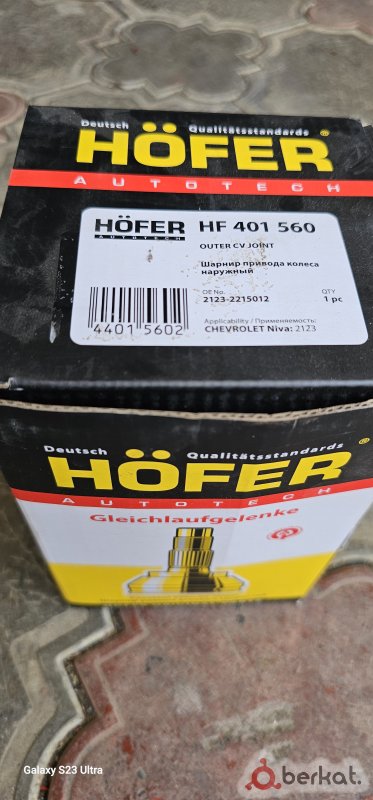 Deutsch Qualitätsstandards
HÖFER®
AUTOTECH
HÖFER HF 401 560
AUTOTECH
OUTER CV JOINT
Шарнир привода колеса
наружный
OE No. QTY
2123-2215012 1 pc
4401 5602
Applicability / Применяемость:
CHEVROLET Niva: 2123
Deutsch Qualitätsstandards
HÖFER®
AUTOTECH
Gleichlaufgelenke
Galaxy S23 Ultra
berkat.